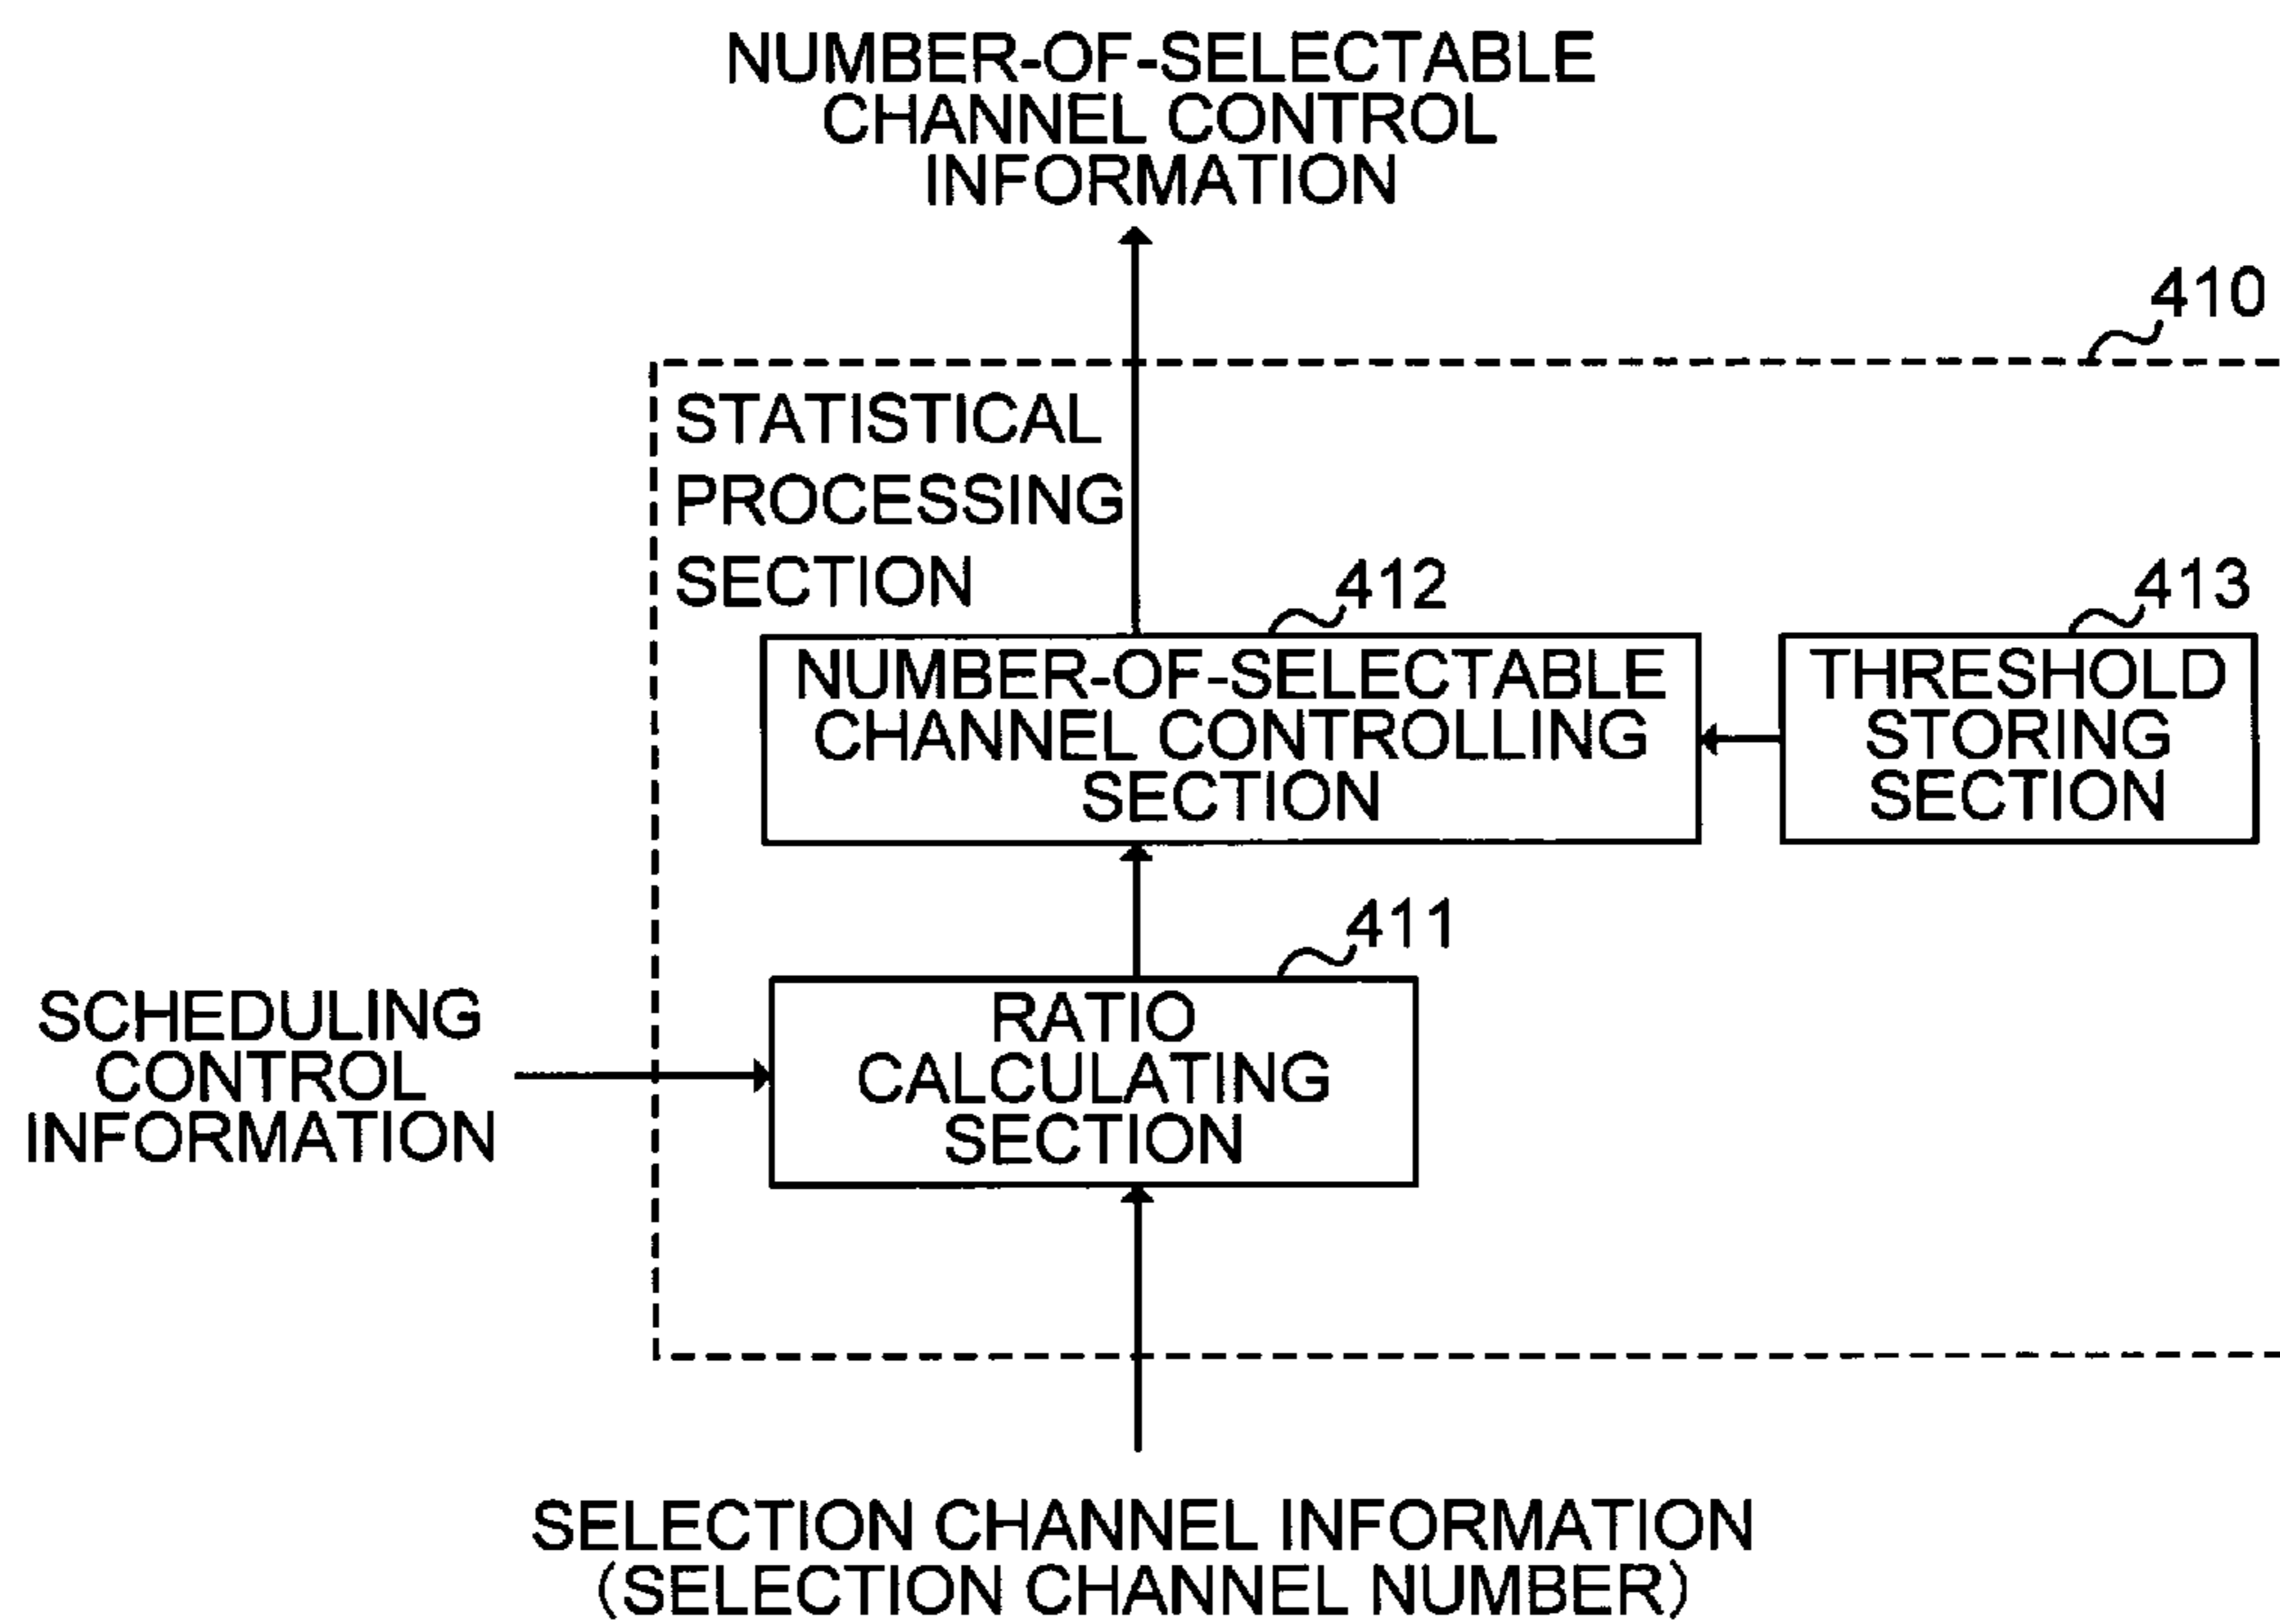 NUMBER-OF-SELECTABLE
CHANNEL CONTROL
INFORMATION
410
STATISTICAL
PROCESSING
SECTION
412
413
NUMBER-OF-SELECTABLE
CHANNEL CONTROLLING
SECTION
THRESHOLD
STORING
SECTION
411
SCHEDULING
CONTROL
INFORMATION
RATIO
CALCULATING
SECTION
SELECTION CHANNEL INFORMATION
(SELECTION CHANNEL NUMBER)